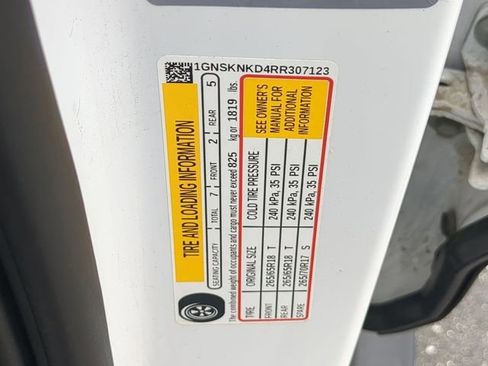 1GNSKNKD4RR307123
TIRE AND LOADING INFORMATION
SEATING CAPACITY TOTAL 7 FRONT 2 REAR 5
The combined weight of occupants and cargo must never exceed 825 kg or 1819 lbs.
TIRE ORIGINAL SIZE COLD TIRE PRESSURE
FRONT 265/65R18 T 240 kPa, 35 PSI
REAR 265/65R18 T 240 kPa, 35 PSI
SPARE 265/70R17 S 240 kPa, 35 PSI
SEE OWNER'S
MANUAL FOR
ADDITIONAL
INFORMATION